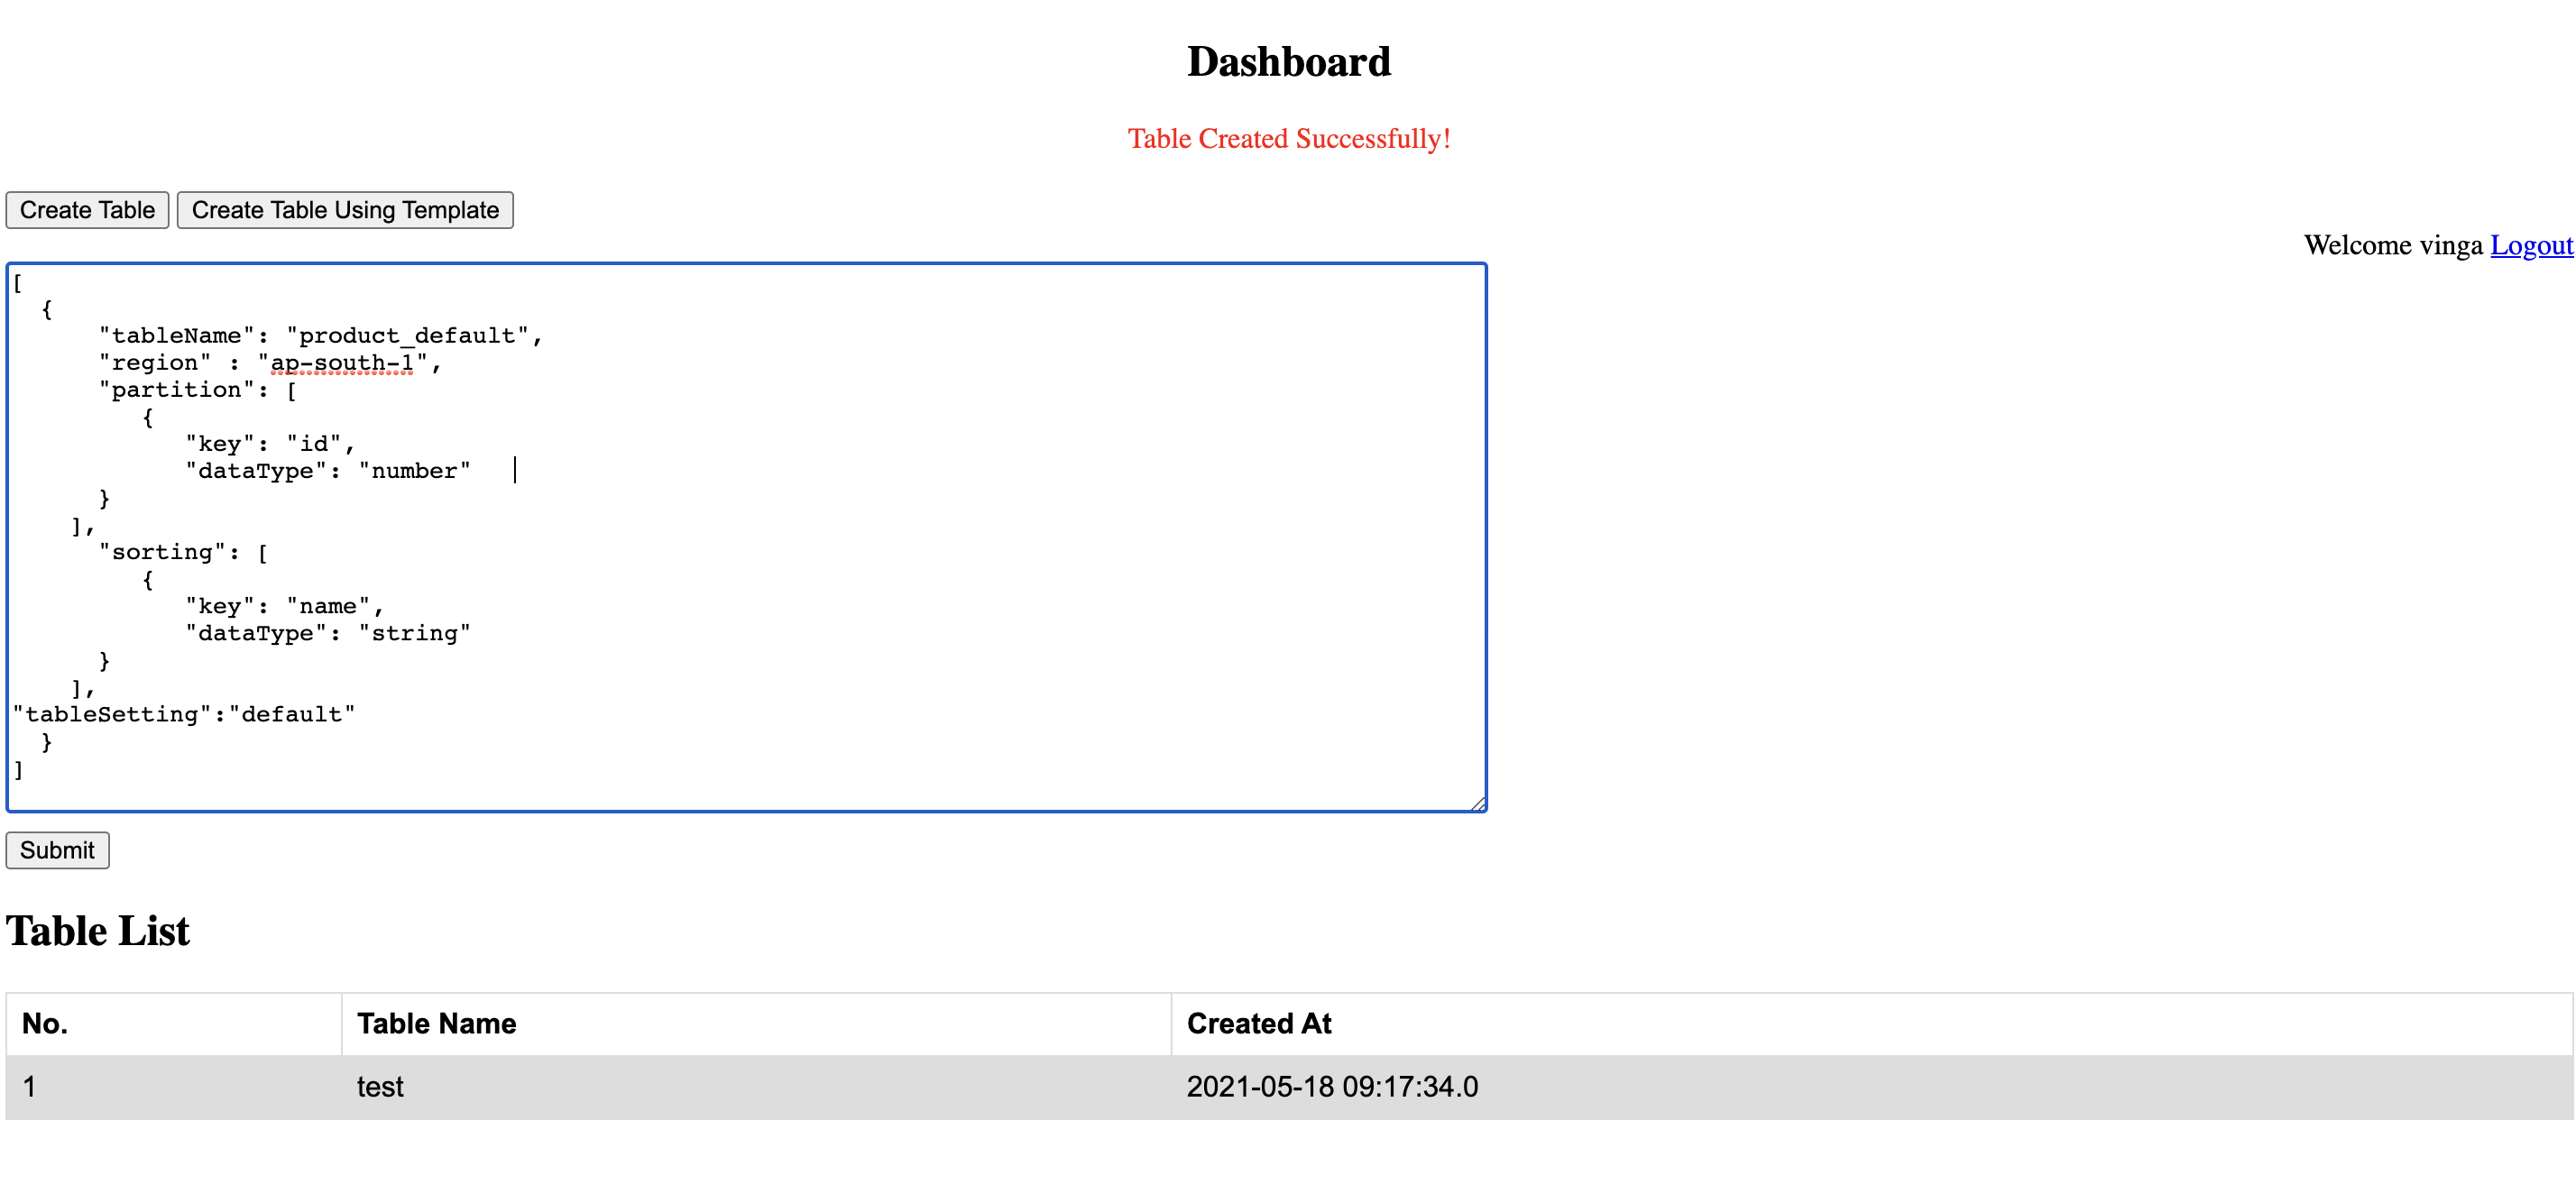 Dashboard
Table Created Successfully!
Create Table Create Table Using Template
Welcome vinga Logout
[
  {
      "tableName": "product_default",
      "region" : "ap-south-1",
      "partition": [
         {
            "key": "id",
            "dataType": "number"
      }
    ],
      "sorting": [
         {
            "key": "name",
            "dataType": "string"
      }
    ],
"tableSetting":"default"
  }
]
Submit
Table List
No. Table Name Created At
1 test 2021-05-18 09:17:34.0